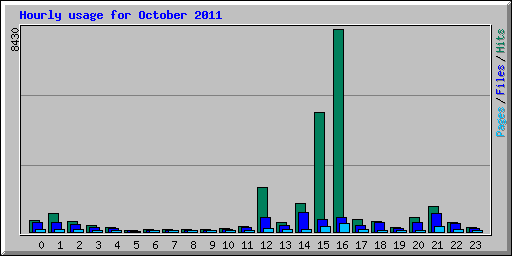 Hourly usage for October 2011
8430
Pages / Files / Hits
0 1 2 3 4 5 6 7 8 9 10 11 12 13 14 15 16 17 18 19 20 21 22 23